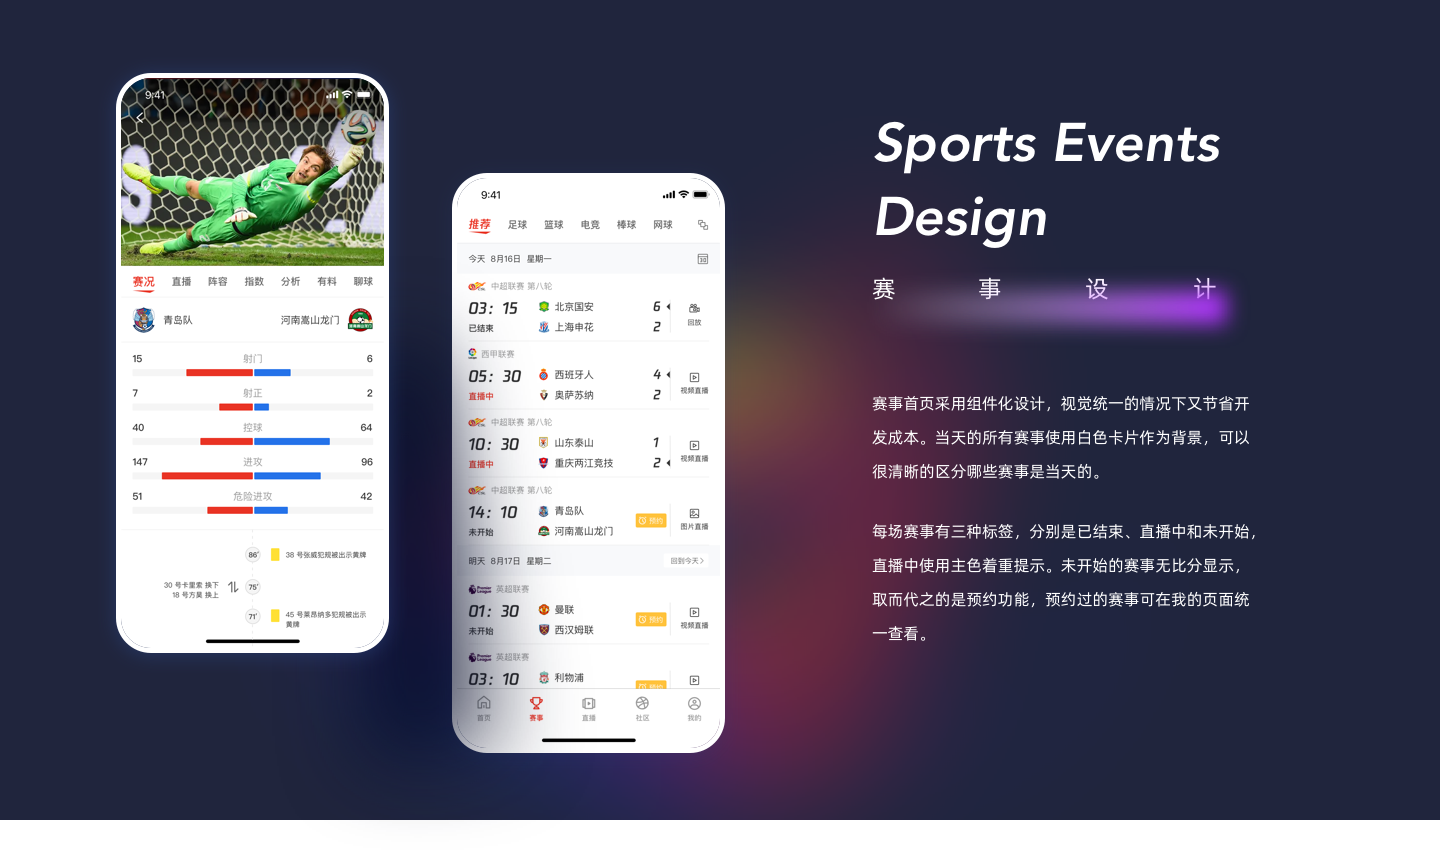 9:41
赛况 直播 阵容 指数 分析 有料 聊球
青岛队 河南嵩山龙门
15 射门 6
7 射正 2
40 控球 64
147 进攻 96
51 危险进攻 42
86' 38 号张威犯规被出示黄牌
30 号卡里索 换下
18 号方昊 换上
75'
71' 45 号莱昂纳多犯规被出示
黄牌
9:41
推荐 足球 篮球 电竞 棒球 网球
今天 8月16日 星期一 30
中超联赛 第八轮
03: 15 北京国安 6
已结束 上海申花 2
回放
西甲联赛
05: 30 西班牙人 4
直播中 奥萨苏纳 2
视频直播
中超联赛 第八轮
10: 30 山东泰山 1
直播中 重庆两江竞技 2
视频直播
中超联赛 第八轮
14: 10 青岛队
未开始 河南嵩山龙门
预约
图片直播
明天 8月17日 星期二 回到今天
Premier League 英超联赛
01: 30 曼联
未开始 西汉姆联
预约
视频直播
Premier League 英超联赛
03: 10 利物浦
首页 赛事 直播 社区 我的
Sports Events
Design
赛 事 设 计
赛事首页采用组件化设计，视觉统一的情况下又节省开
发成本。当天的所有赛事使用白色卡片作为背景，可以
很清晰的区分哪些赛事是当天的。
每场赛事有三种标签，分别是已结束、直播中和未开始，
直播中使用主色着重提示。未开始的赛事无比分显示，
取而代之的是预约功能，预约过的赛事可在我的页面统
一查看。